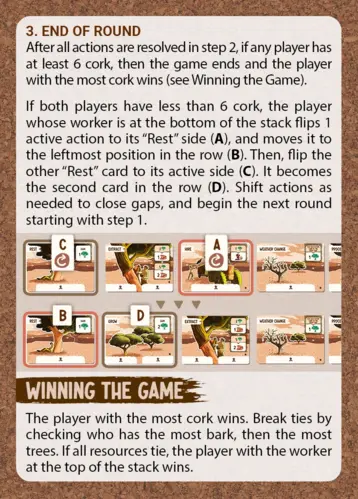 3. END OF ROUND
After all actions are resolved in step 2, if any player has
at least 6 cork, then the game ends and the player
with the most cork wins (see Winning the Game).
If both players have less than 6 cork, the player
whose worker is at the bottom of the stack flips 1
active action to its "Rest" side (A), and moves it to
the leftmost position in the row (B). Then, flip the
other "Rest" card to its active side (C). It becomes
the second card in the row (D). Shift actions as
needed to close gaps, and begin the next round
starting with step 1.
REST C EXTRACT HIRE A WEATHER CHANGE
REST B GROW D EXTRACT WEATHER CHANGE
WINNING THE GAME
The player with the most cork wins. Break ties by
checking who has the most bark, then the most
trees. If all resources tie, the player with the worker
at the top of the stack wins.